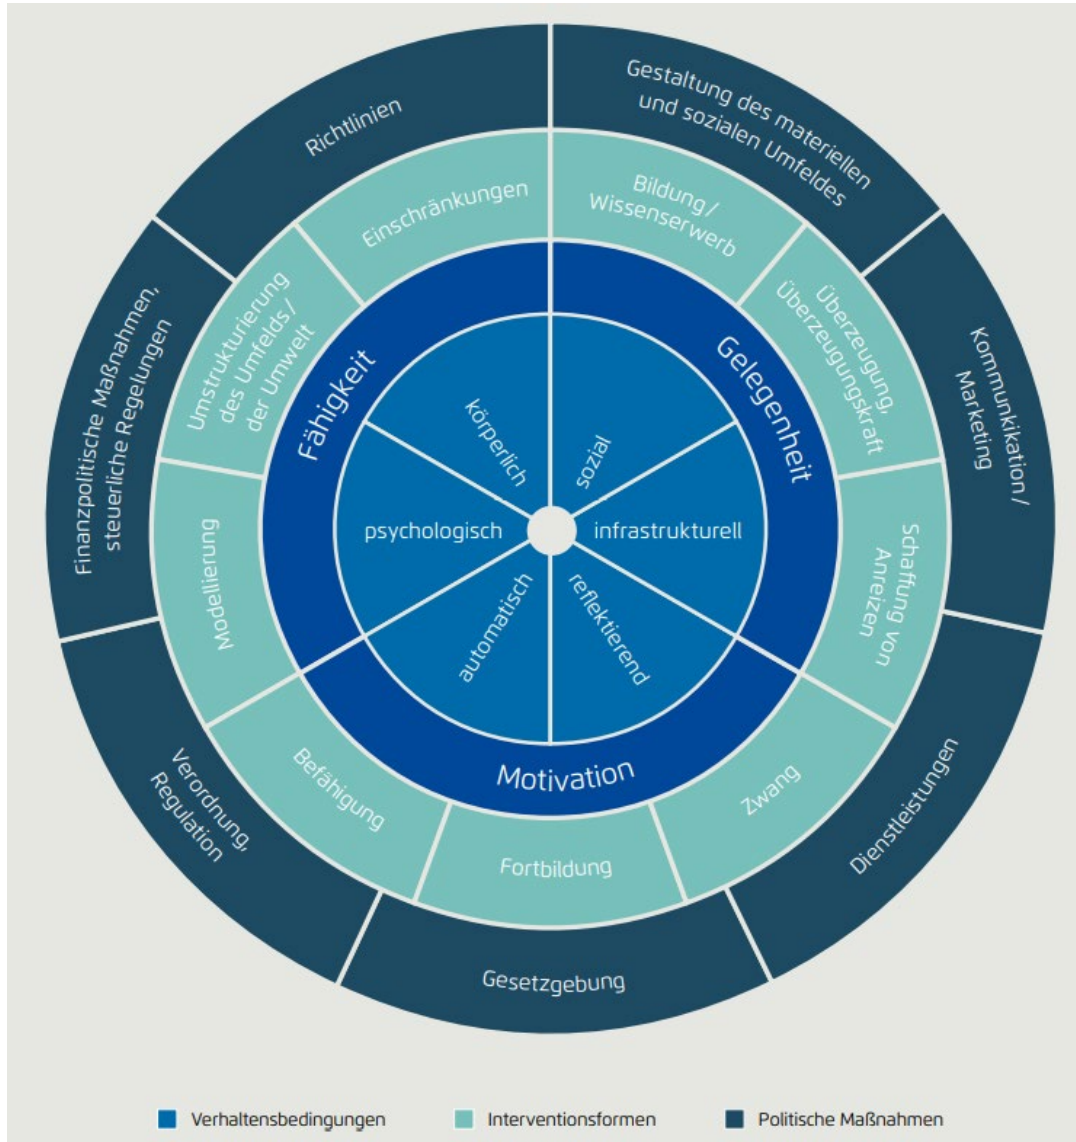 Richtlinien
Gestaltung des materiellen
und sozialen Umfeldes
Kommunkikation/
Marketing
Dienstleistungen
Gesetzgebung
Verordnung,
Regulation
Finanzpolitische Maßnahmen,
steuerliche Regelungen
Einschränkungen
Bildung/
Wissenserwerb
Überzeugung,
Überzeugungskraft
Schaffung von
Anreizen
Zwang
Fortbildung
Befähigung
Modellierung
Umstrukturierung
des Umfelds/
der Umwelt
Fähigkeit
Gelegenheit
Motivation
körperlich
sozial
psychologisch
infrastrukturell
automatisch
reflektierend
Verhaltensbedingungen
Interventionsformen
Politische Maßnahmen